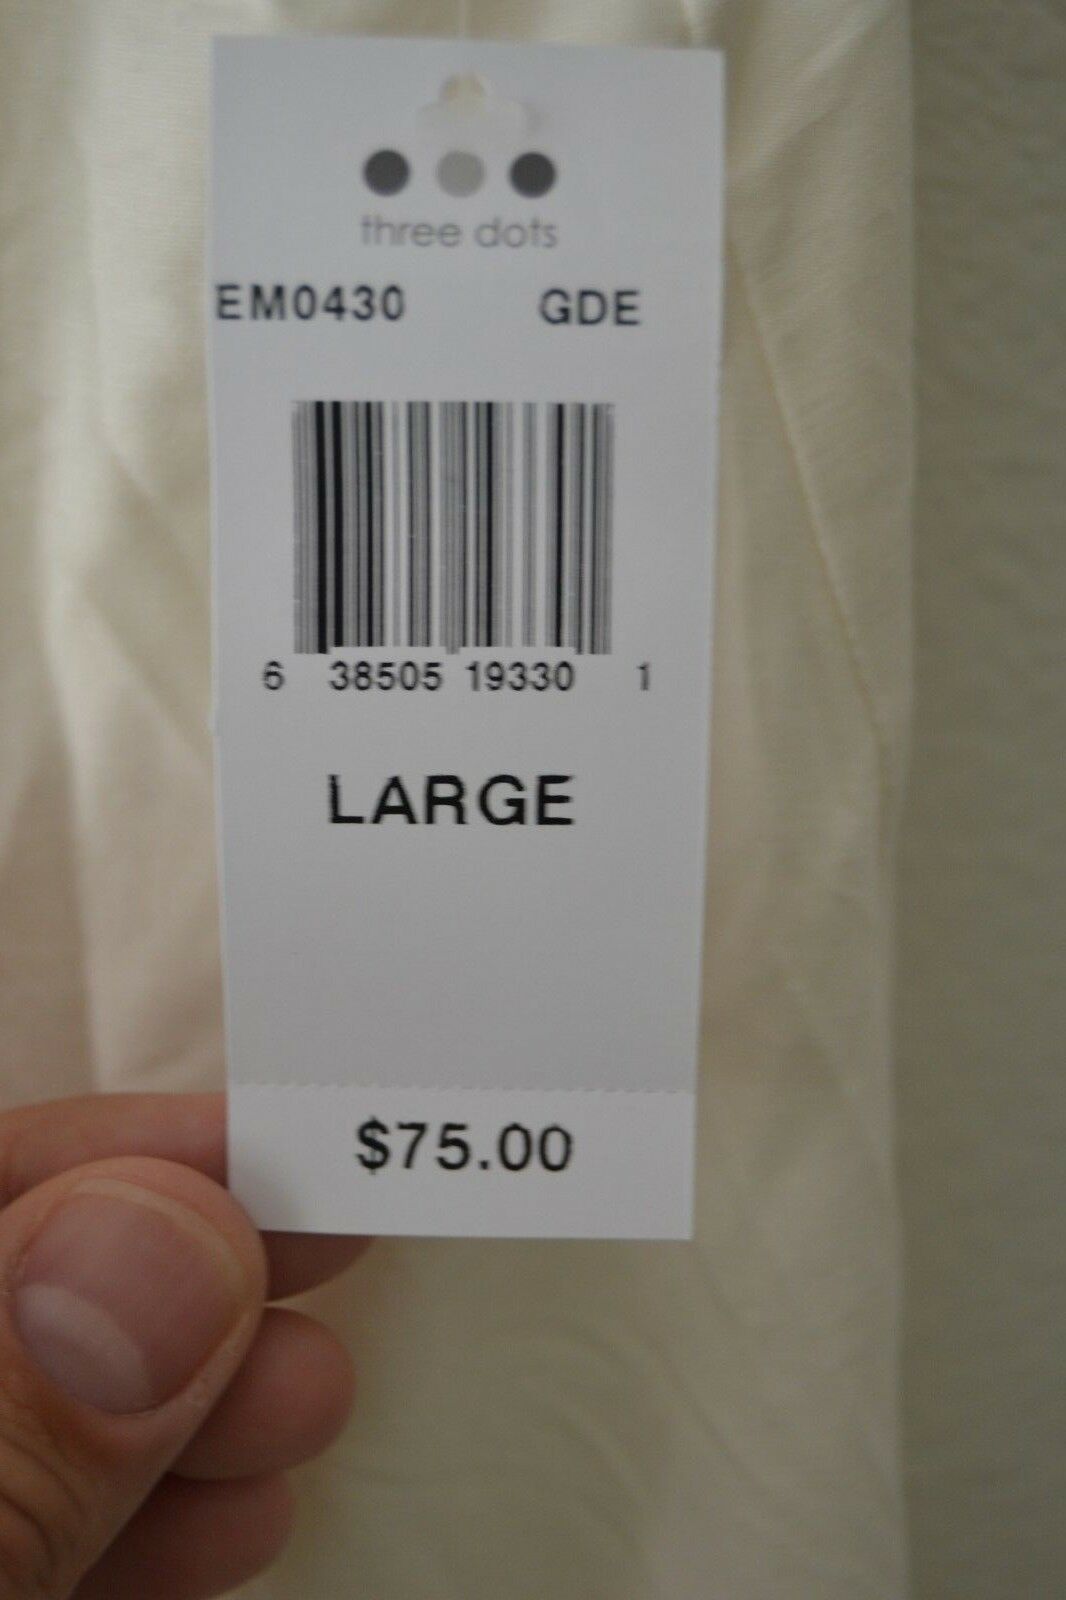 three dots
EM0430 GDE
6 38505 19330 1
LARGE
$75.00